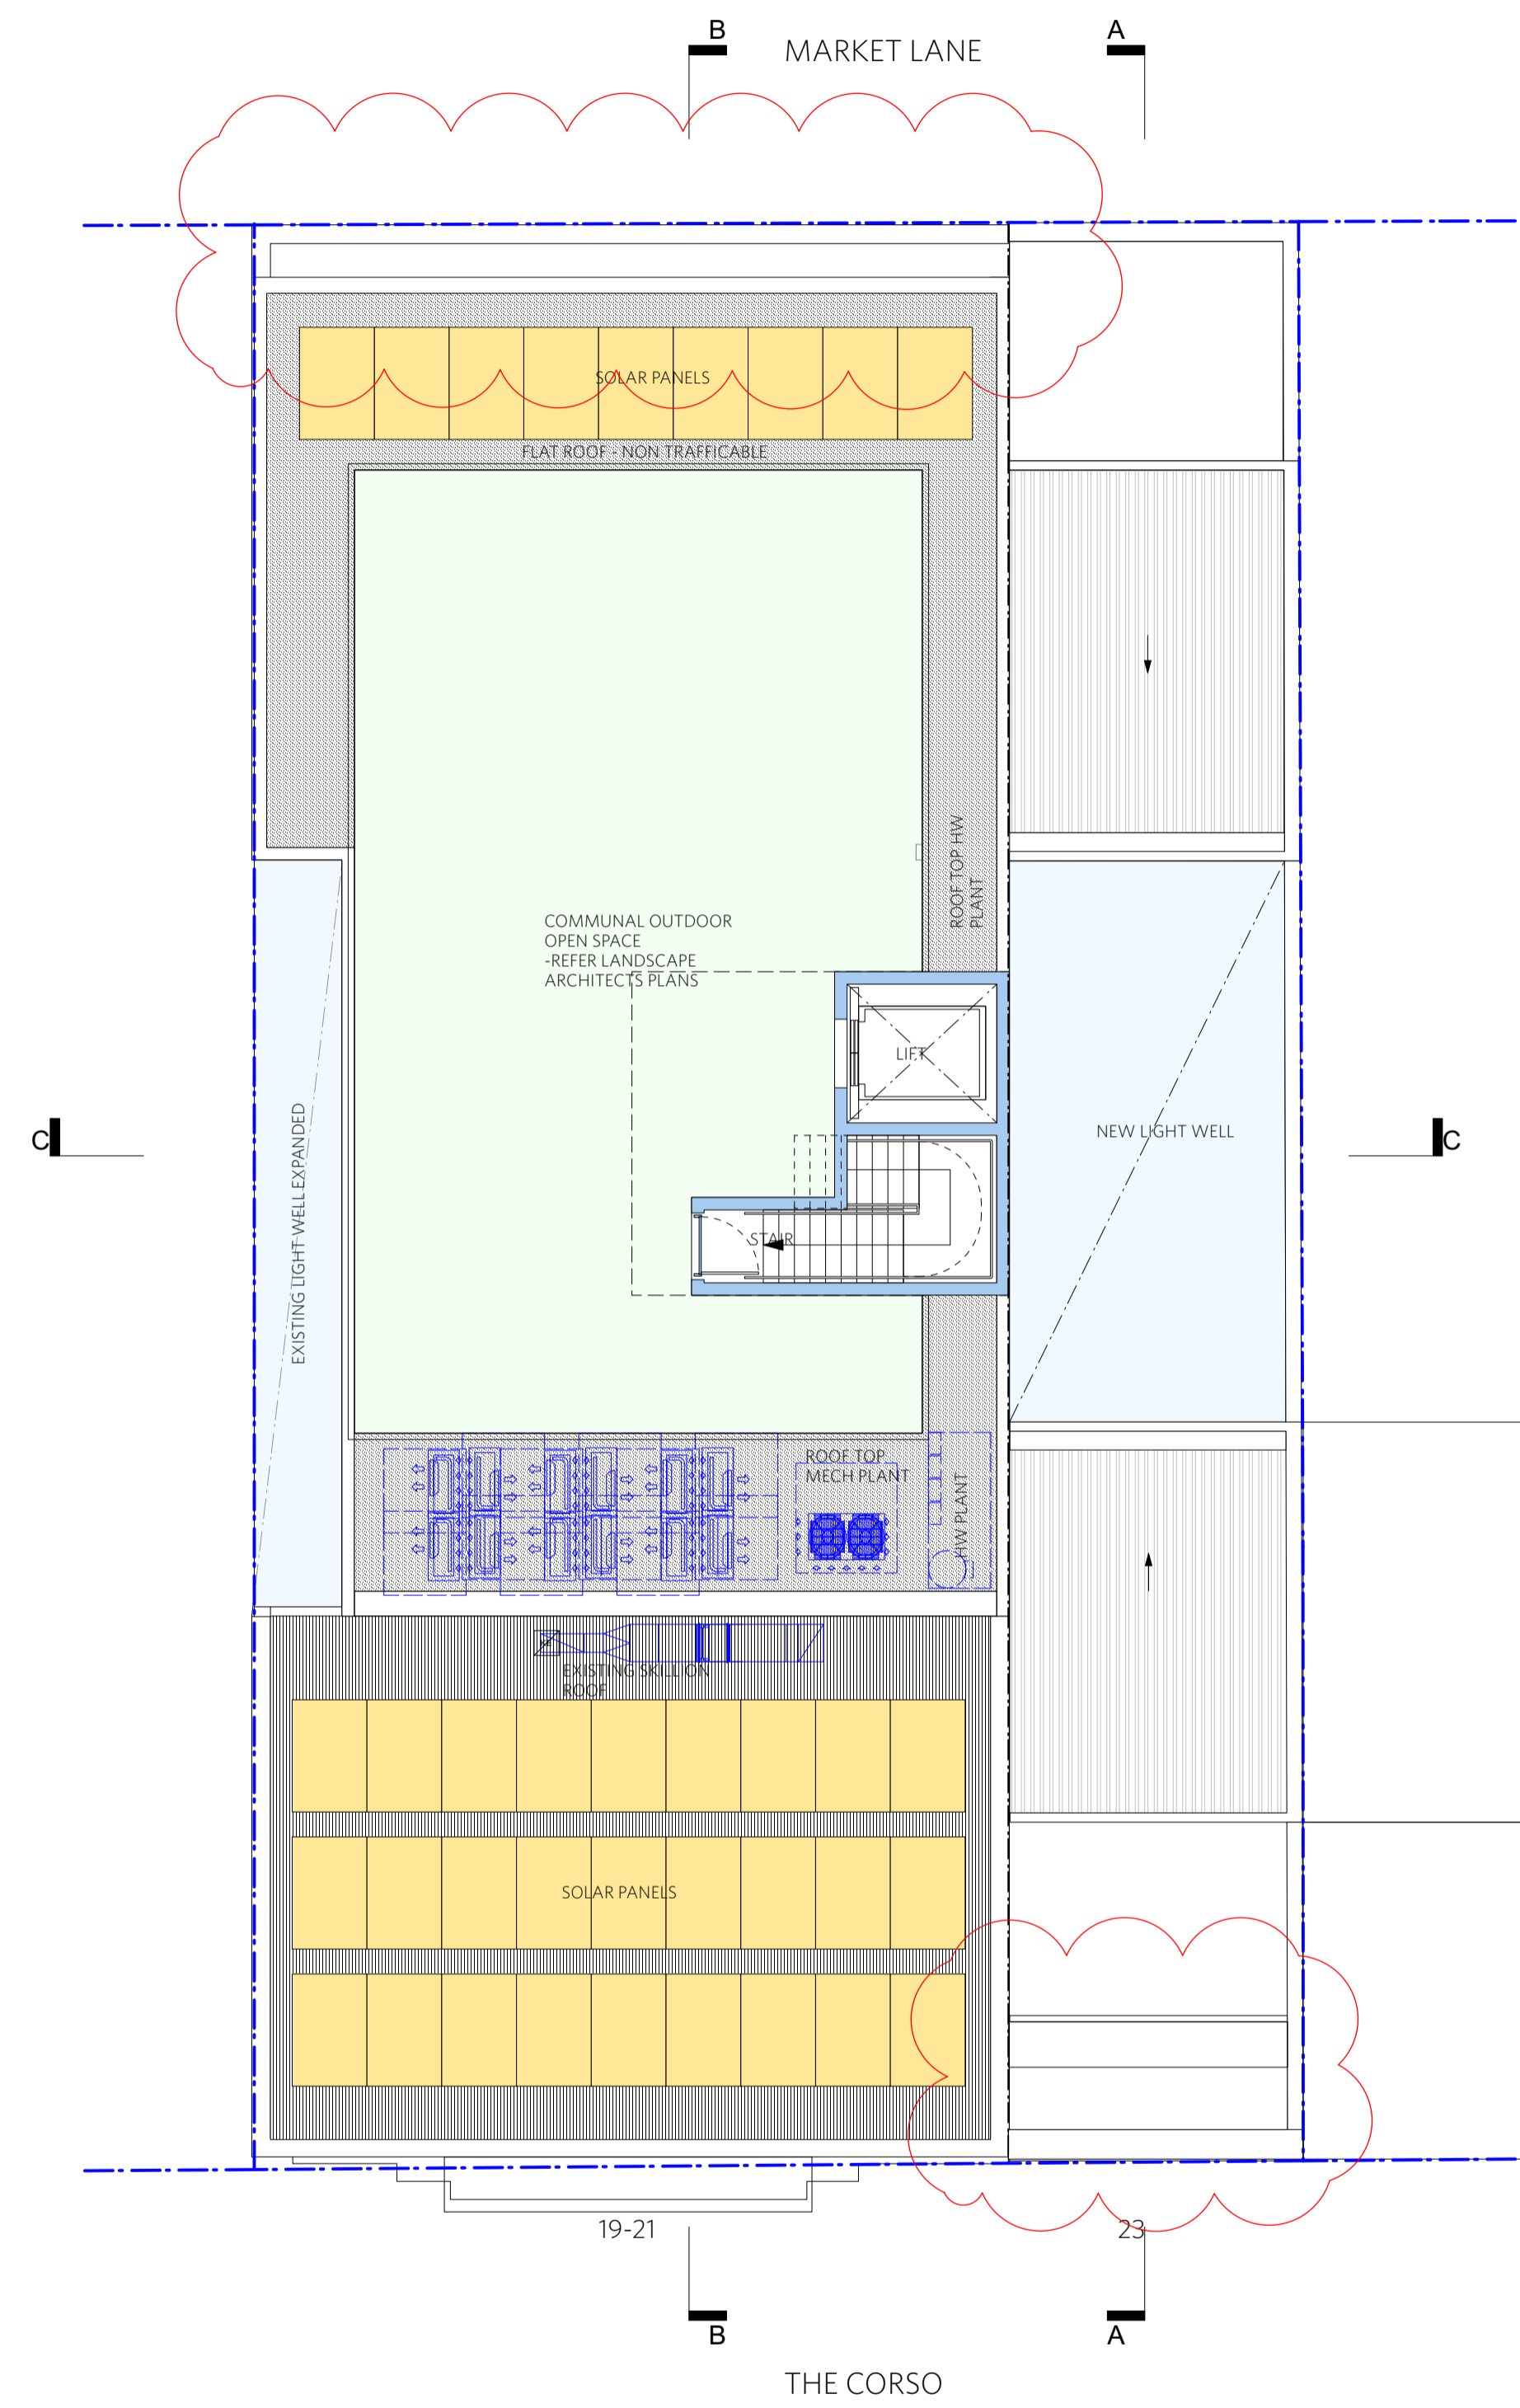 B
A
MARKET LANE
SOLAR PANELS
FLAT ROOF - NON TRAFFICABLE
ROOF TOP HW
PLANT
COMMUNAL OUTDOOR
OPEN SPACE
-REFER LANDSCAPE
ARCHITECTS PLANS
LIFT
EXISTING LIGHT WELL EXPANDED
NEW LIGHT WELL
C
C
STAIR
ROOF TOP
MECH PLANT
HW PLANT
EXISTING SKILLION
ROOF
SOLAR PANELS
19-21
23
B
A
THE CORSO